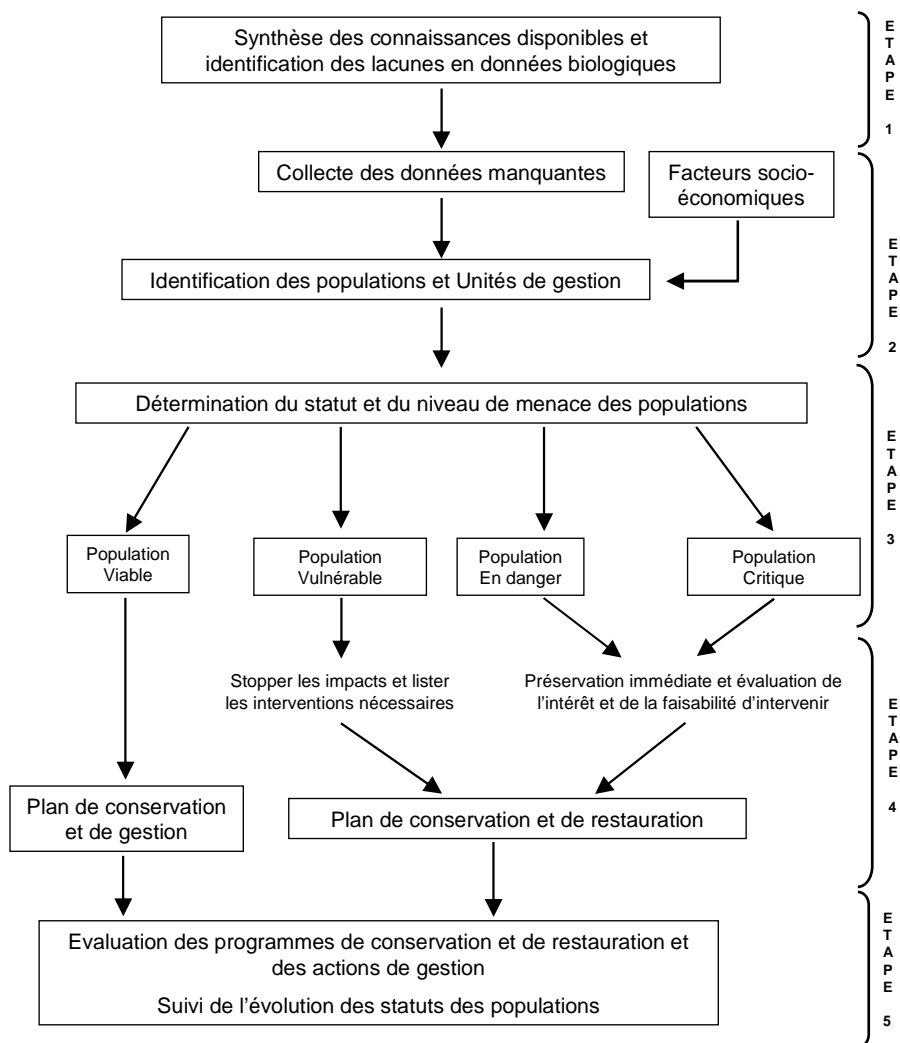 Synthèse des connaissances disponibles et
identification des lacunes en données biologiques
ETAPE 1
Collecte des données manquantes
Facteurs socio-
économiques
Identification des populations et Unités de gestion
ETAPE 2
Détermination du statut et du niveau de menace des populations
Population
Viable
Population
Vulnérable
Population
En danger
Population
Critique
ETAPE 3
Stopper les impacts et lister
les interventions nécessaires
Préservation immédiate et évaluation de
l’intérêt et de la faisabilité d’intervenir
Plan de conservation
et de gestion
Plan de conservation et de restauration
ETAPE 4
Evaluation des programmes de conservation et de restauration et
des actions de gestion
Suivi de l’évolution des statuts des populations
ETAPE 5